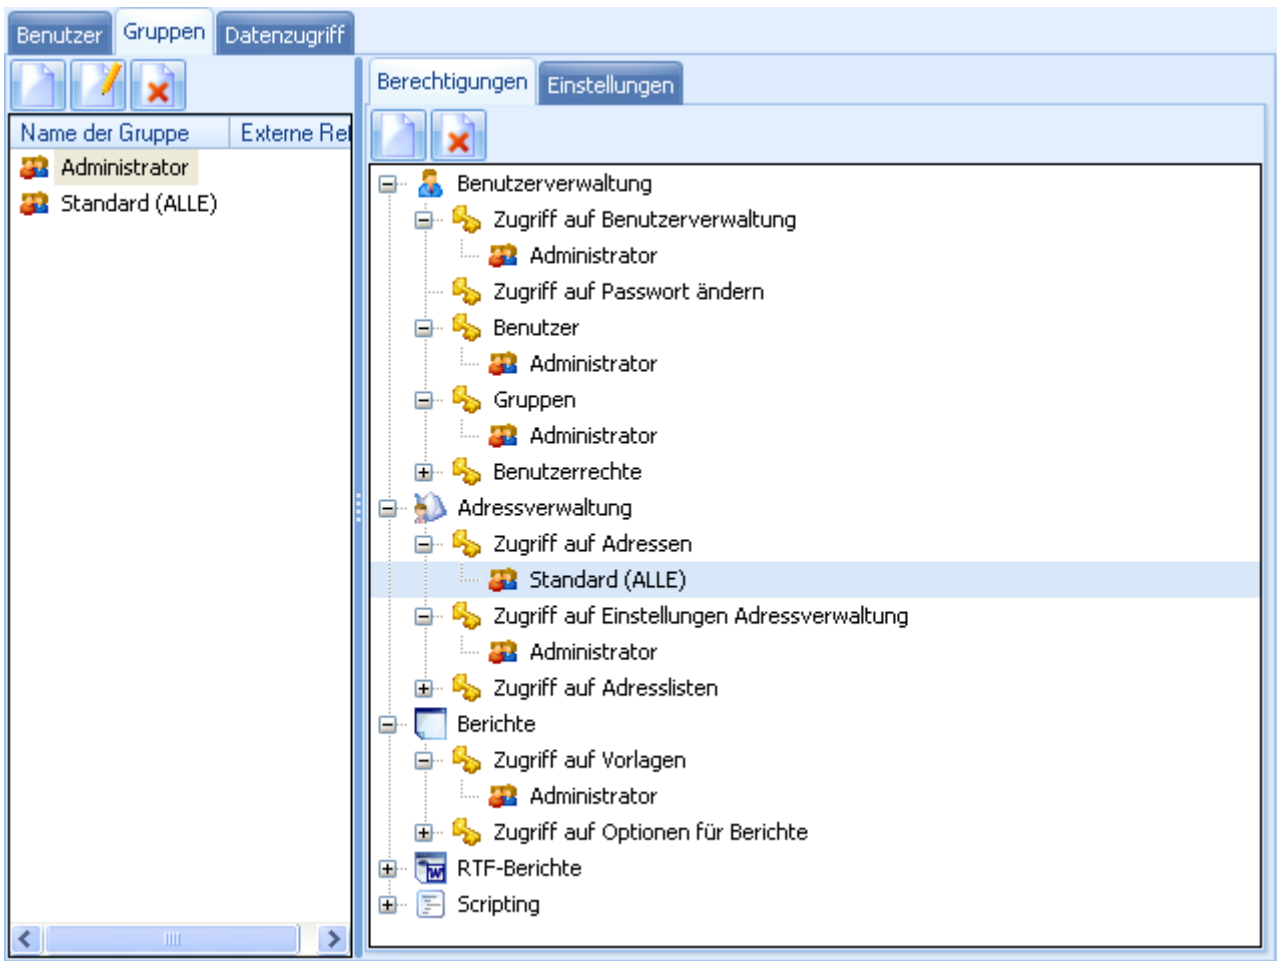 Benutzer Gruppen Datenzugriff
Berechtigungen Einstellungen
Name der Gruppe Externe Rel
Administrator
Standard (ALLE)
Benutzerverwaltung
Zugriff auf Benutzerverwaltung
Administrator
Zugriff auf Passwort ändern
Benutzer
Administrator
Gruppen
Administrator
Benutzerrechte
Adressverwaltung
Zugriff auf Adressen
Standard (ALLE)
Zugriff auf Einstellungen Adressverwaltung
Administrator
Zugriff auf Adresslisten
Berichte
Zugriff auf Vorlagen
Administrator
Zugriff auf Optionen für Berichte
RTF-Berichte
Scripting